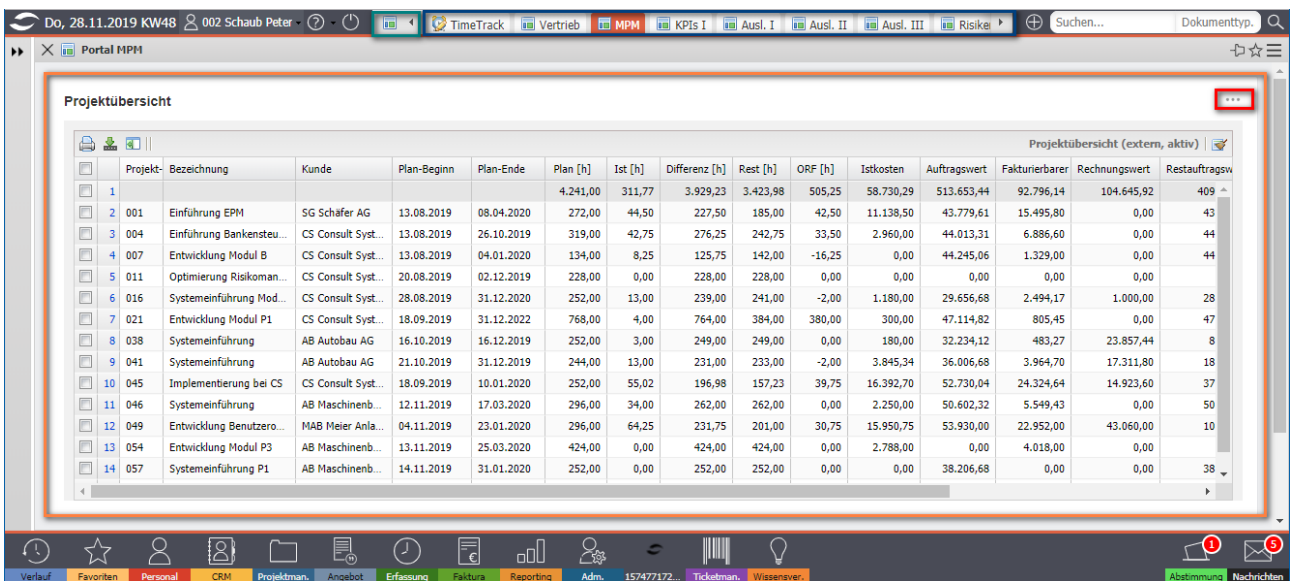 Do, 28.11.2019 KW48 002 Schaub Peter TimeTrack Vertrieb MPM KPIs I Ausl. I Ausl. II Ausl. III Risiken Suchen... Dokumenttyp.
Portal MPM
Projektübersicht
Projektübersicht (extern, aktiv)
Projekt- Bezeichnung Kunde Plan-Beginn Plan-Ende Plan [h] Ist [h] Differenz [h] Rest [h] ORF [h] Istkosten Auftragswert Fakturierbarer Rechnungswert Restauftragsw
1 4.241,00 311,77 3.929,23 3.423,98 505,25 58.730,29 513.653,44 92.796,14 104.645,92 409
2 001 Einführung EPM SG Schäfer AG 13.08.2019 08.04.2020 272,00 44,50 227,50 185,00 42,50 11.138,50 43.779,61 15.495,80 0,00 43
3 004 Einführung Bankensteu... CS Consult Syst... 13.08.2019 26.10.2019 319,00 42,75 276,25 242,75 33,50 2.960,00 44.013,31 6.886,60 0,00 44
4 007 Entwicklung Modul B CS Consult Syst... 13.08.2019 04.01.2020 134,00 8,25 125,75 142,00 -16,25 0,00 44.245,06 1.329,00 0,00 44
5 011 Optimierung Risikoman... CS Consult Syst... 20.08.2019 02.12.2019 228,00 0,00 228,00 228,00 0,00 0,00 0,00 0,00 0,00
6 016 Systemeinführung Mod... CS Consult Syst... 28.08.2019 31.12.2020 252,00 13,00 239,00 241,00 -2,00 1.180,00 29.656,68 2.494,17 1.000,00 28
7 021 Entwicklung Modul P1 CS Consult Syst... 18.09.2019 31.12.2022 768,00 4,00 764,00 384,00 380,00 300,00 47.114,82 805,45 0,00 47
8 038 Systemeinführung AB Autobau AG 16.10.2019 16.12.2019 252,00 3,00 249,00 249,00 0,00 180,00 32.234,12 483,27 23.857,44 8
9 041 Systemeinführung AB Autobau AG 21.10.2019 31.12.2019 244,00 13,00 231,00 233,00 -2,00 3.845,34 36.006,68 3.964,70 17.311,80 18
10 045 Implementierung bei CS CS Consult Syst... 18.09.2019 10.01.2020 252,00 55,02 196,98 157,23 39,75 16.392,70 52.730,04 24.324,64 14.923,60 37
11 046 Systemeinführung AB Maschinenb... 12.11.2019 17.03.2020 296,00 34,00 262,00 262,00 0,00 2.250,00 50.602,32 5.549,43 0,00 50
12 049 Entwicklung Benutzero... MAB Meier Anla... 04.11.2019 23.01.2020 296,00 64,25 231,75 201,00 30,75 15.950,75 53.930,00 22.952,00 43.060,00 10
13 054 Entwicklung Modul P3 AB Maschinenb... 13.11.2019 25.03.2020 424,00 0,00 424,00 424,00 0,00 2.788,00 0,00 4.018,00 0,00
14 057 Systemeinführung P1 AB Maschinenb... 14.11.2019 31.01.2020 252,00 0,00 252,00 252,00 0,00 0,00 38.206,68 0,00 0,00 38
1 5
Verlauf Favoriten Personal CRM Projektman. Angebot Erfassung Faktura Reporting Adm. 157477172... Ticketman. Wissensver. Abstimmung Nachrichten